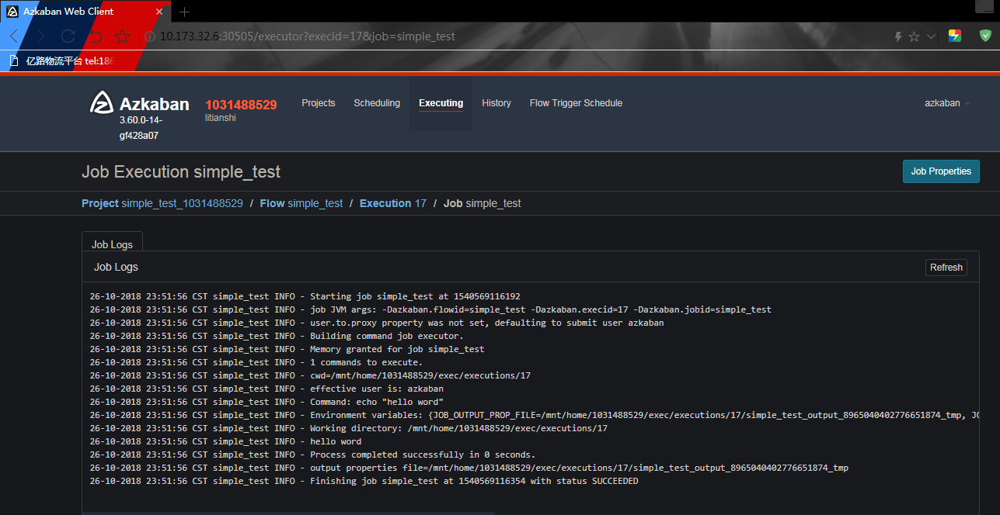 Azkaban Web Client
10.173.32.6:30505/executor?execid=17&job=simple_test
亿路物流平台 tel:186
Azkaban
3.60.0-14-
gf428a07
1031488529
litianshi
Projects
Scheduling
Executing
History
Flow Trigger Schedule
azkaban
Job Execution simple_test
Job Properties
Project simple_test_1031488529 / Flow simple_test / Execution 17 / Job simple_test
Job Logs
Job Logs
Refresh
26-10-2018 23:51:56 CST simple_test INFO - Starting job simple_test at 1540569116192
26-10-2018 23:51:56 CST simple_test INFO - job JVM args: -Dazkaban.flowid=simple_test -Dazkaban.execid=17 -Dazkaban.jobid=simple_test
26-10-2018 23:51:56 CST simple_test INFO - user.to.proxy property was not set, defaulting to submit user azkaban
26-10-2018 23:51:56 CST simple_test INFO - Building command job executor.
26-10-2018 23:51:56 CST simple_test INFO - Memory granted for job simple_test
26-10-2018 23:51:56 CST simple_test INFO - 1 commands to execute.
26-10-2018 23:51:56 CST simple_test INFO - cwd=/mnt/home/1031488529/exec/executions/17
26-10-2018 23:51:56 CST simple_test INFO - effective user is: azkaban
26-10-2018 23:51:56 CST simple_test INFO - Command: echo "hello word"
26-10-2018 23:51:56 CST simple_test INFO - Environment variables: {JOB_OUTPUT_PROP_FILE=/mnt/home/1031488529/exec/executions/17/simple_test_output_8965040402776651874_tmp, JO
26-10-2018 23:51:56 CST simple_test INFO - Working directory: /mnt/home/1031488529/exec/executions/17
26-10-2018 23:51:56 CST simple_test INFO - hello word
26-10-2018 23:51:56 CST simple_test INFO - Process completed successfully in 0 seconds.
26-10-2018 23:51:56 CST simple_test INFO - output properties file=/mnt/home/1031488529/exec/executions/17/simple_test_output_8965040402776651874_tmp
26-10-2018 23:51:56 CST simple_test INFO - Finishing job simple_test at 1540569116354 with status SUCCEEDED